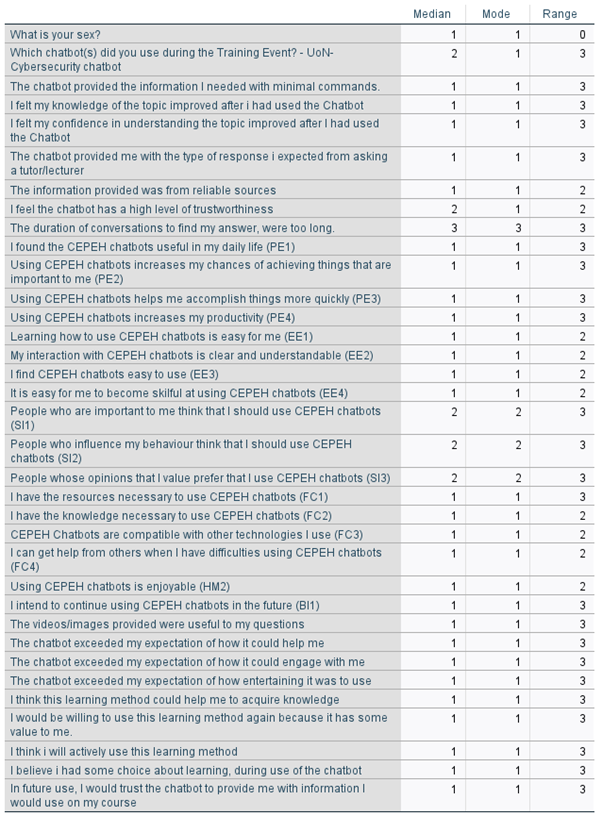 Median Mode Range
What is your sex? 1 1 0
Which chatbot(s) did you use during the Training Event? - UoN-
Cybersecurity chatbot 2 1 3
The chatbot provided the information I needed with minimal commands. 1 1 3
I felt my knowledge of the topic improved after i had used the Chatbot 1 1 3
I felt my confidence in understanding the topic improved after I had used
the Chatbot 1 1 3
The chatbot provided me with the type of response i expected from asking
a tutor/lecturer 1 1 3
The information provided was from reliable sources 1 1 2
I feel the chatbot has a high level of trustworthiness 2 1 2
The duration of conversations to find my answer, were too long. 3 3 3
I found the CEPEH chatbots useful in my daily life (PE1) 1 1 3
Using CEPEH chatbots increases my chances of achieving things that are
important to me (PE2) 1 1 3
Using CEPEH chatbots helps me accomplish things more quickly (PE3) 1 1 3
Using CEPEH chatbots increases my productivity (PE4) 1 1 3
Learning how to use CEPEH chatbots is easy for me (EE1) 1 1 2
My interaction with CEPEH chatbots is clear and understandable (EE2) 1 1 2
I find CEPEH chatbots easy to use (EE3) 1 1 2
It is easy for me to become skilful at using CEPEH chatbots (EE4) 1 1 2
People who are important to me think that I should use CEPEH chatbots
(SI1) 2 2 3
People who influence my behaviour think that I should use CEPEH
chatbots (SI2) 2 2 3
People whose opinions that I value prefer that I use CEPEH chatbots (SI3) 2 2 3
I have the resources necessary to use CEPEH chatbots (FC1) 1 1 3
I have the knowledge necessary to use CEPEH chatbots (FC2) 1 1 2
CEPEH Chatbots are compatible with other technologies I use (FC3) 1 1 2
I can get help from others when I have difficulties using CEPEH chatbots
(FC4) 1 1 2
Using CEPEH chatbots is enjoyable (HM2) 1 1 2
I intend to continue using CEPEH chatbots in the future (BI1) 1 1 3
The videos/images provided were useful to my questions 1 1 3
The chatbot exceeded my expectation of how it could help me 1 1 3
The chatbot exceeded my expectation of how it could engage with me 1 1 3
The chatbot exceeded my expectation of how entertaining it was to use 1 1 3
I think this learning method could help me to acquire knowledge 1 1 3
I would be willing to use this learning method again because it has some
value to me. 1 1 3
I think i will actively use this learning method 1 1 3
I believe i had some choice about learning, during use of the chatbot 1 1 3
In future use, I would trust the chatbot to provide me with information I
would use on my course 1 1 3